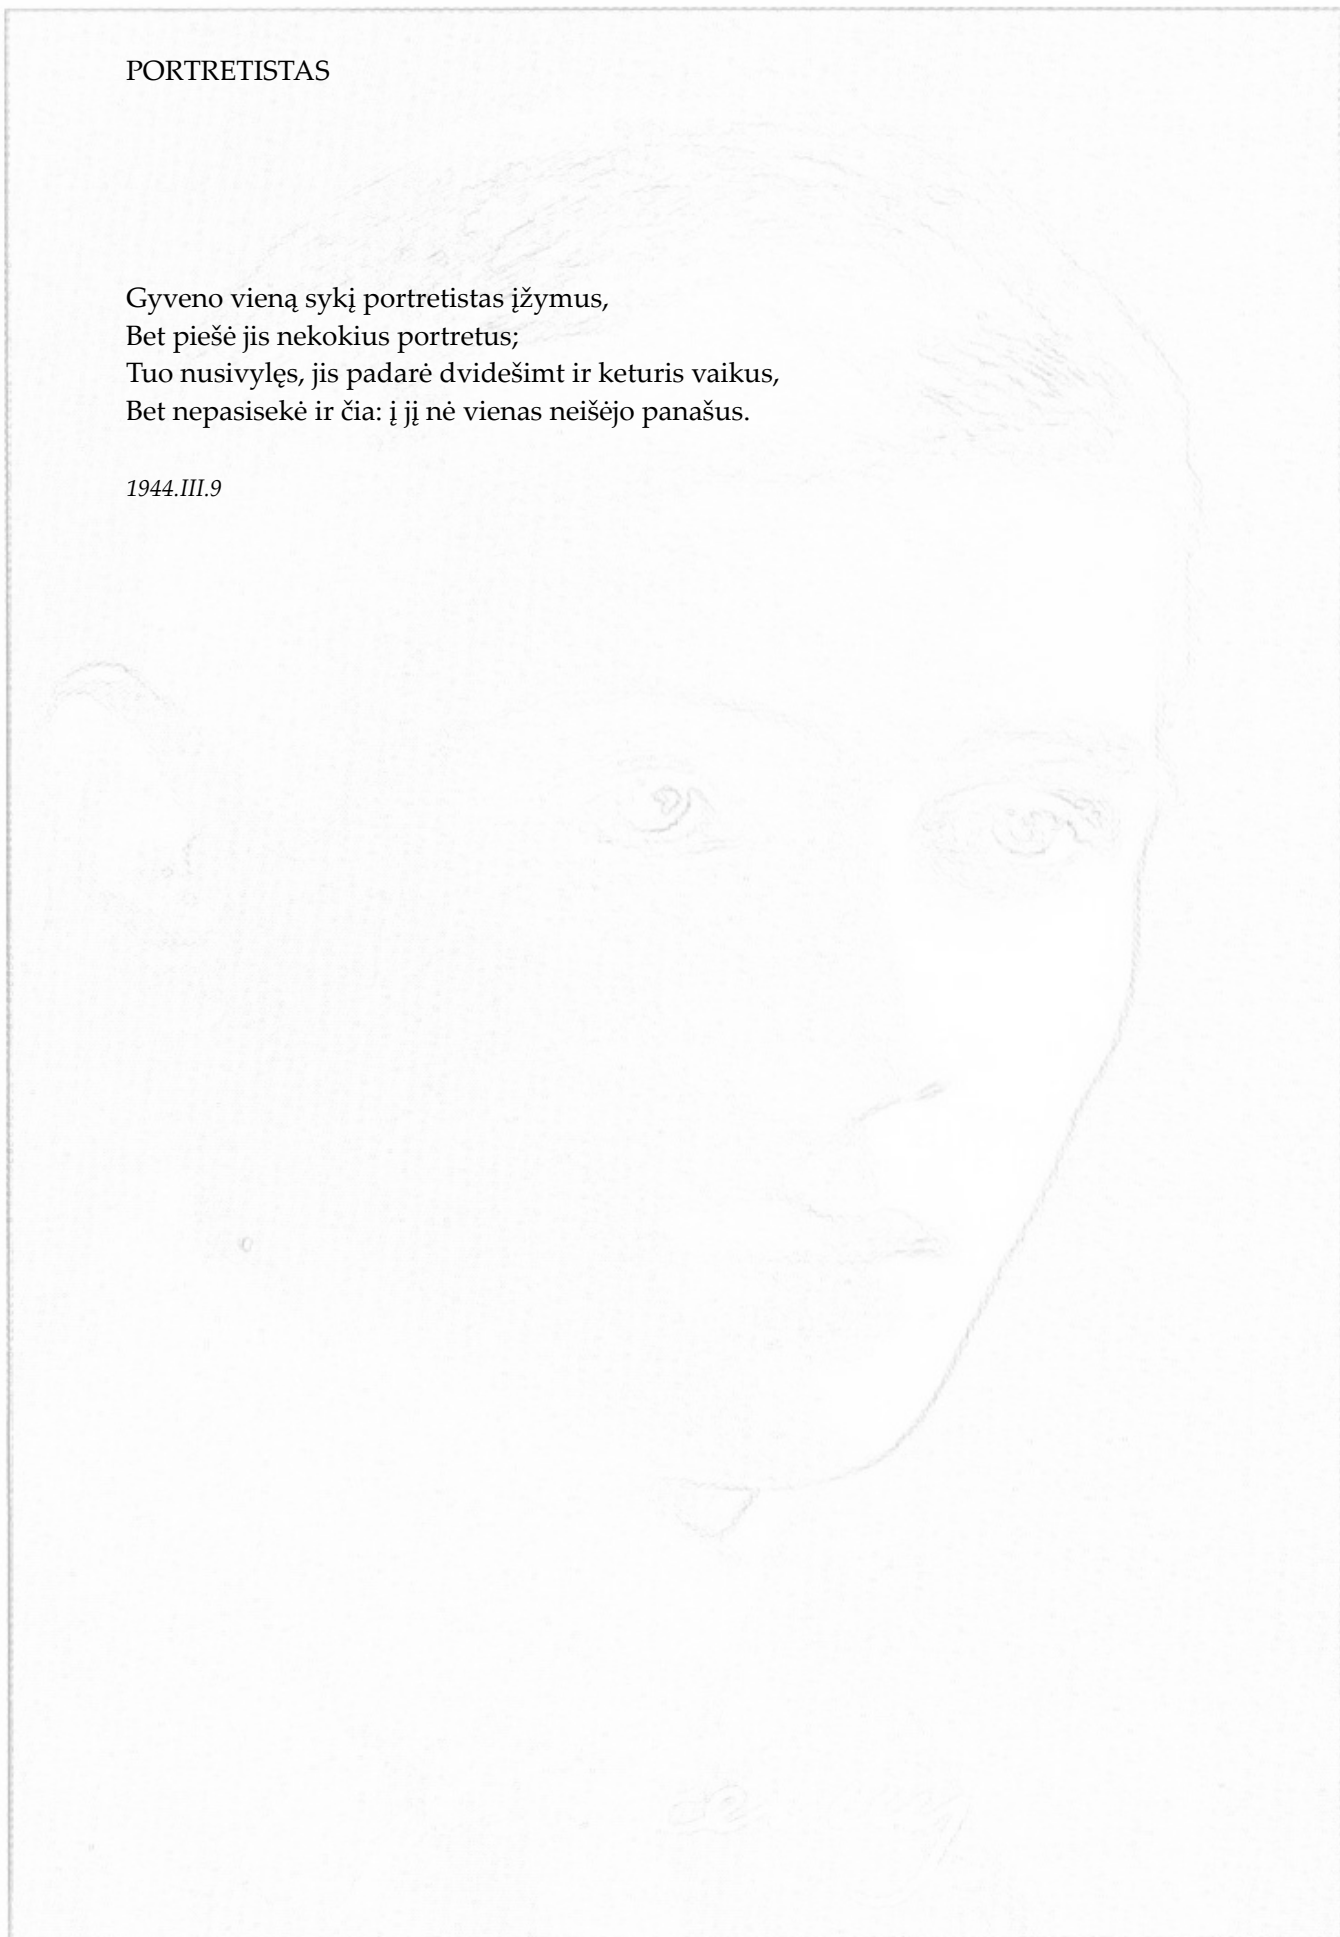 PORTRETISTAS
Gyveno vieną sykį portretistas įžymus,
Bet piešė jis nekokius portretus;
Tuo nusivylęs, jis padarė dvidešimt ir keturis vaikus,
Bet nepasisekė ir čia: į jį nė vienas neišėjo panašus.
1944.III.9